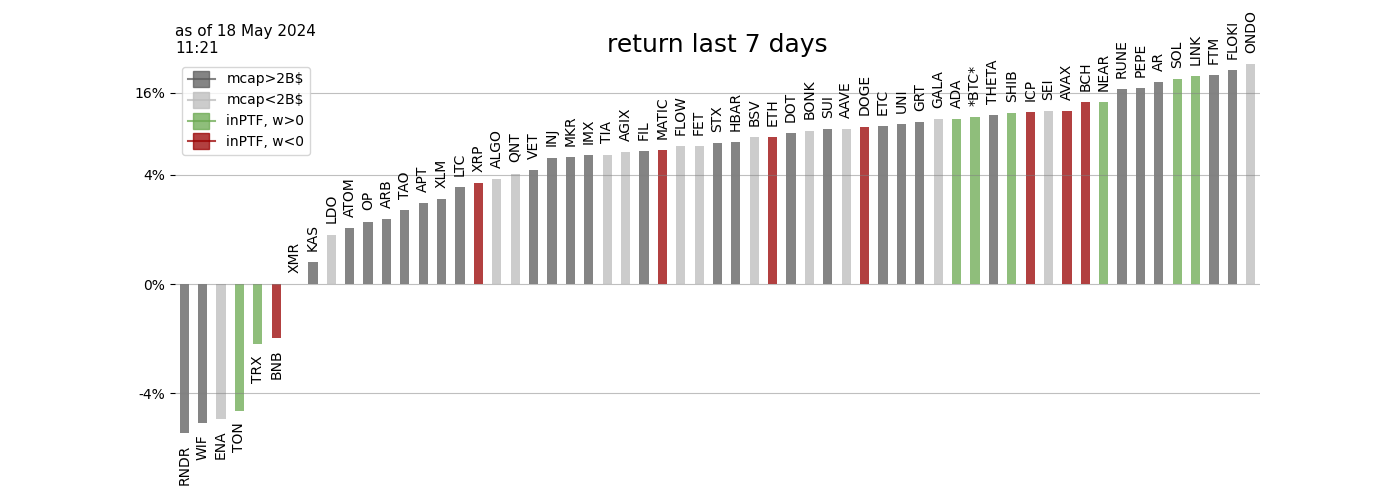 as of 18 May 2024
11:21
return last 7 days
mcap>2B$
mcap<2B$
inPTF, w>0
inPTF, w<0
16%
4%
0%
-4%
RNDR
WIF
ENA
TON
TRX
BNB
XMR
KAS
LDO
ATOM
OP
ARB
TAO
APT
XLM
LTC
XRP
ALGO
QNT
VET
INJ
MKR
IMX
TIA
AGIX
FIL
MATIC
FLOW
FET
STX
HBAR
BSV
ETH
DOT
BONK
SUI
AAVE
DOGE
ETC
UNI
GRT
GALA
ADA
*BTC*
THETA
SHIB
ICP
SEI
AVAX
BCH
NEAR
RUNE
PEPE
AR
SOL
LINK
FTM
FLOKI
ONDO